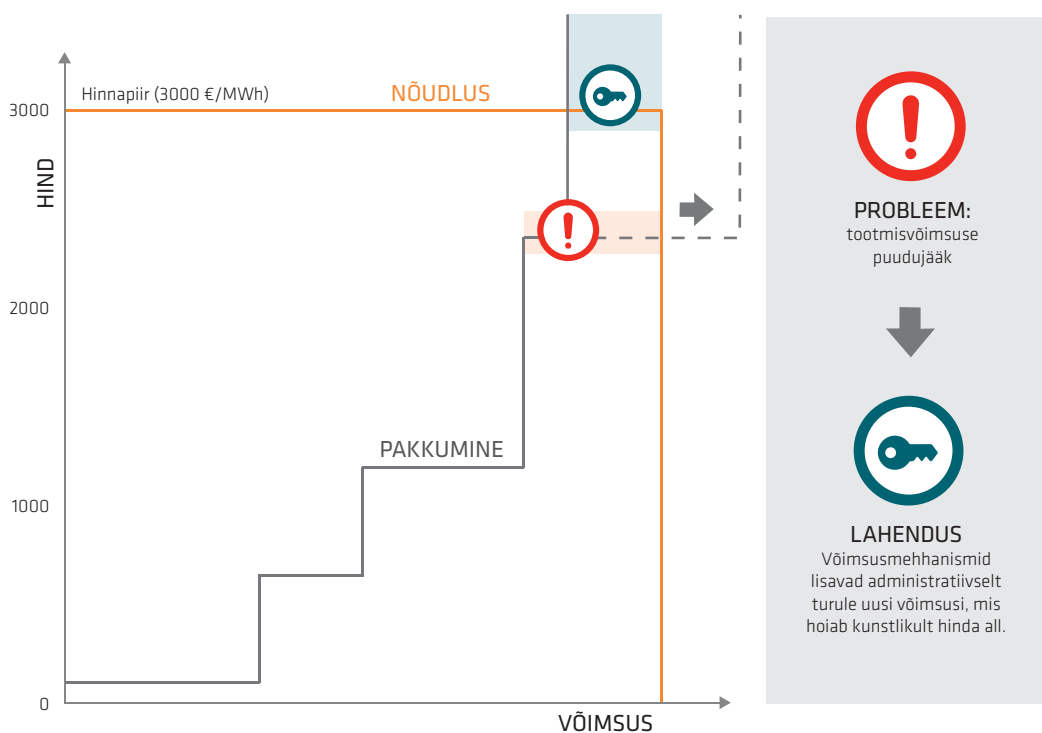 Hinnapiir (3000 €/MWh)
NÕUDLUS
3000
HIND
2000
PAKKUMINE
1000
0
VÕIMSUS
PROBLEEM:
tootmisvõimsuse
puudujääk
LAHENDUS
Võimsusmehhanismid
lisavad administratiivselt
turule uusi võimsusi, mis
hoiab kunstlikult hinda all.